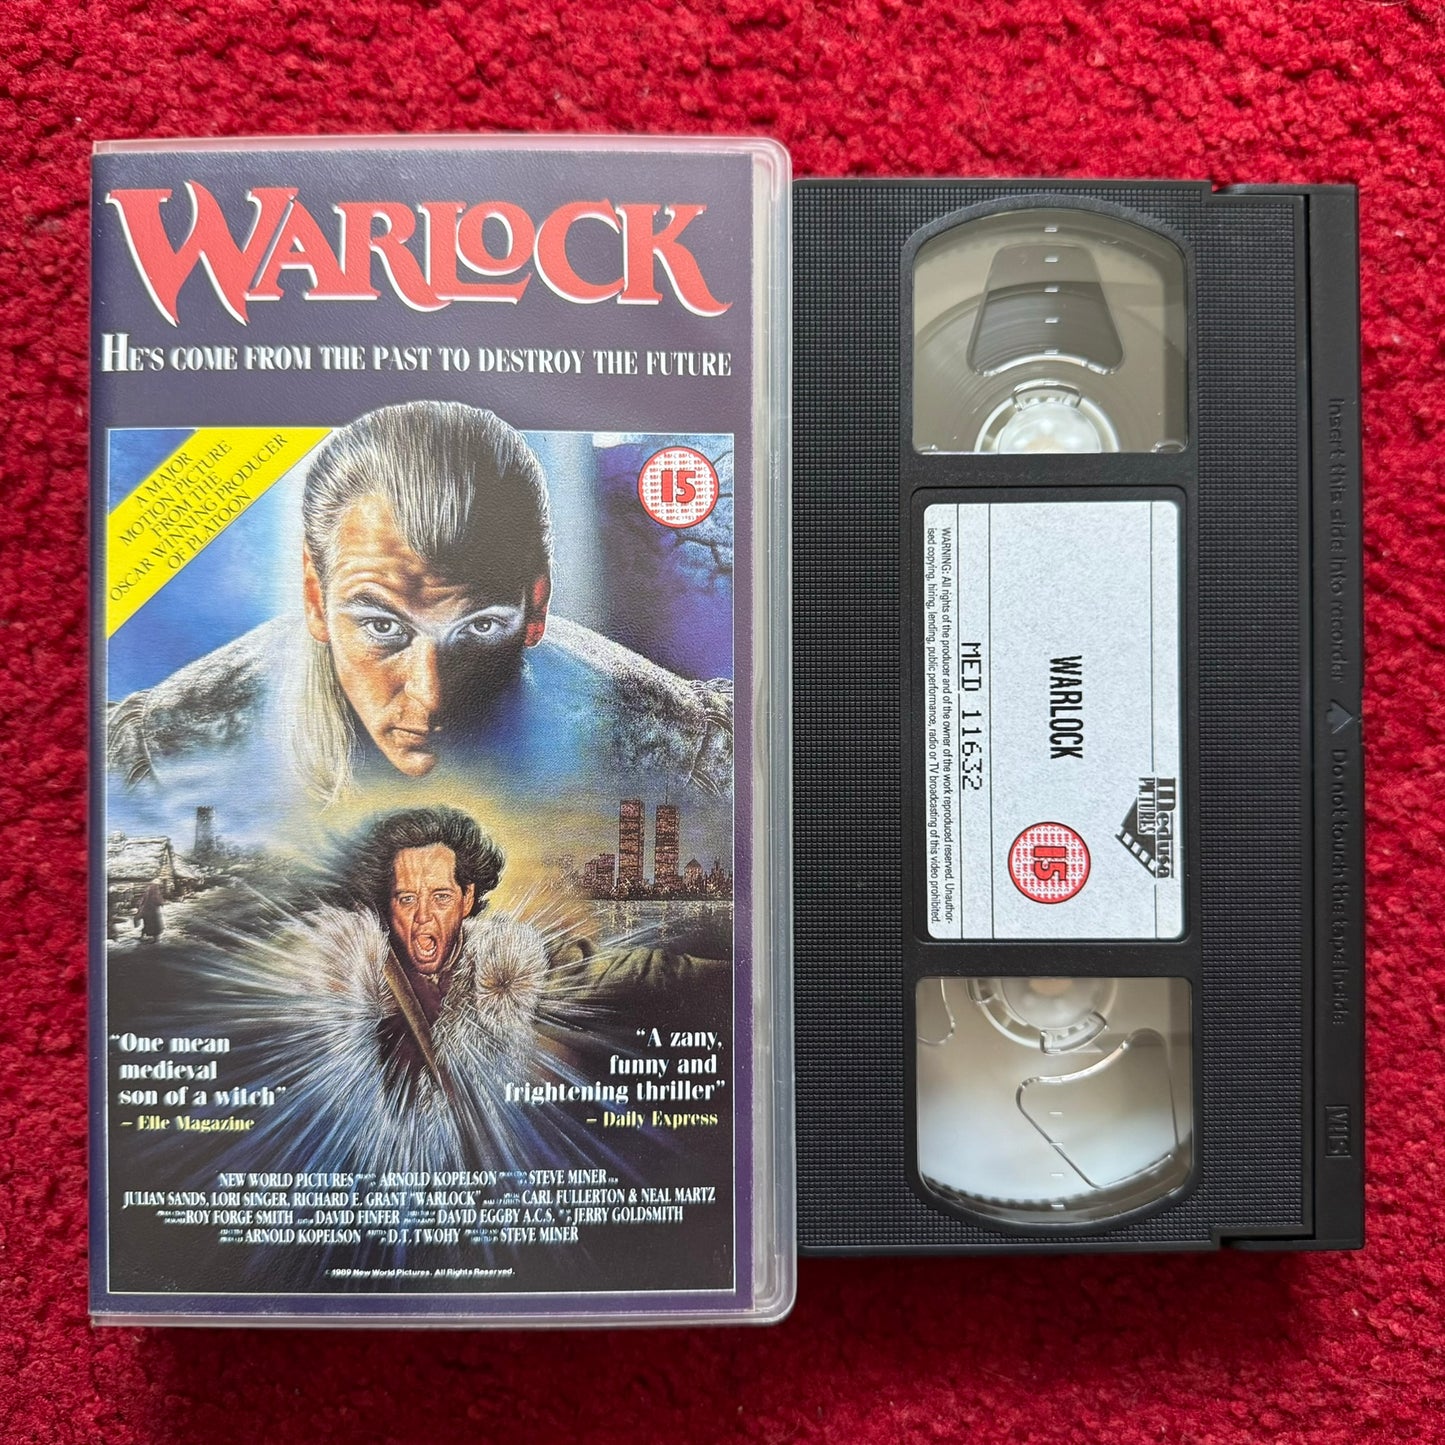 WARLOCK
HE'S COME FROM THE PAST TO DESTROY THE FUTURE
A MAJOR
MOTION PICTURE
FROM THE
OSCAR WINNING PRODUCER
OF PLATOON
15
"One mean
medieval
son of a witch"
– Elle Magazine
"A zany,
funny and
frightening thriller"
– Daily Express
NEW WORLD PICTURES ARNOLD KOPELSON STEVE MINER
JULIAN SANDS, LORI SINGER, RICHARD E. GRANT "WARLOCK" CARL FULLERTON & NEAL MARTZ
ROY FORGE SMITH DAVID FINFER DAVID EGGBY A.C.S. JERRY GOLDSMITH
ARNOLD KOPELSON D.T. TWOHY STEVE MINER
©1989 New World Pictures. All Rights Reserved.
Medusa
PICTURES
WARLOCK
15
MED 11632
WARNING: All rights of the producer and of the owner of the work reproduced reserved. Unauthor-
ised copying, hiring, lending, public performance, radio or TV broadcasting of this video prohibited.
Insert this side into recorder Do not touch the tape inside
VHS